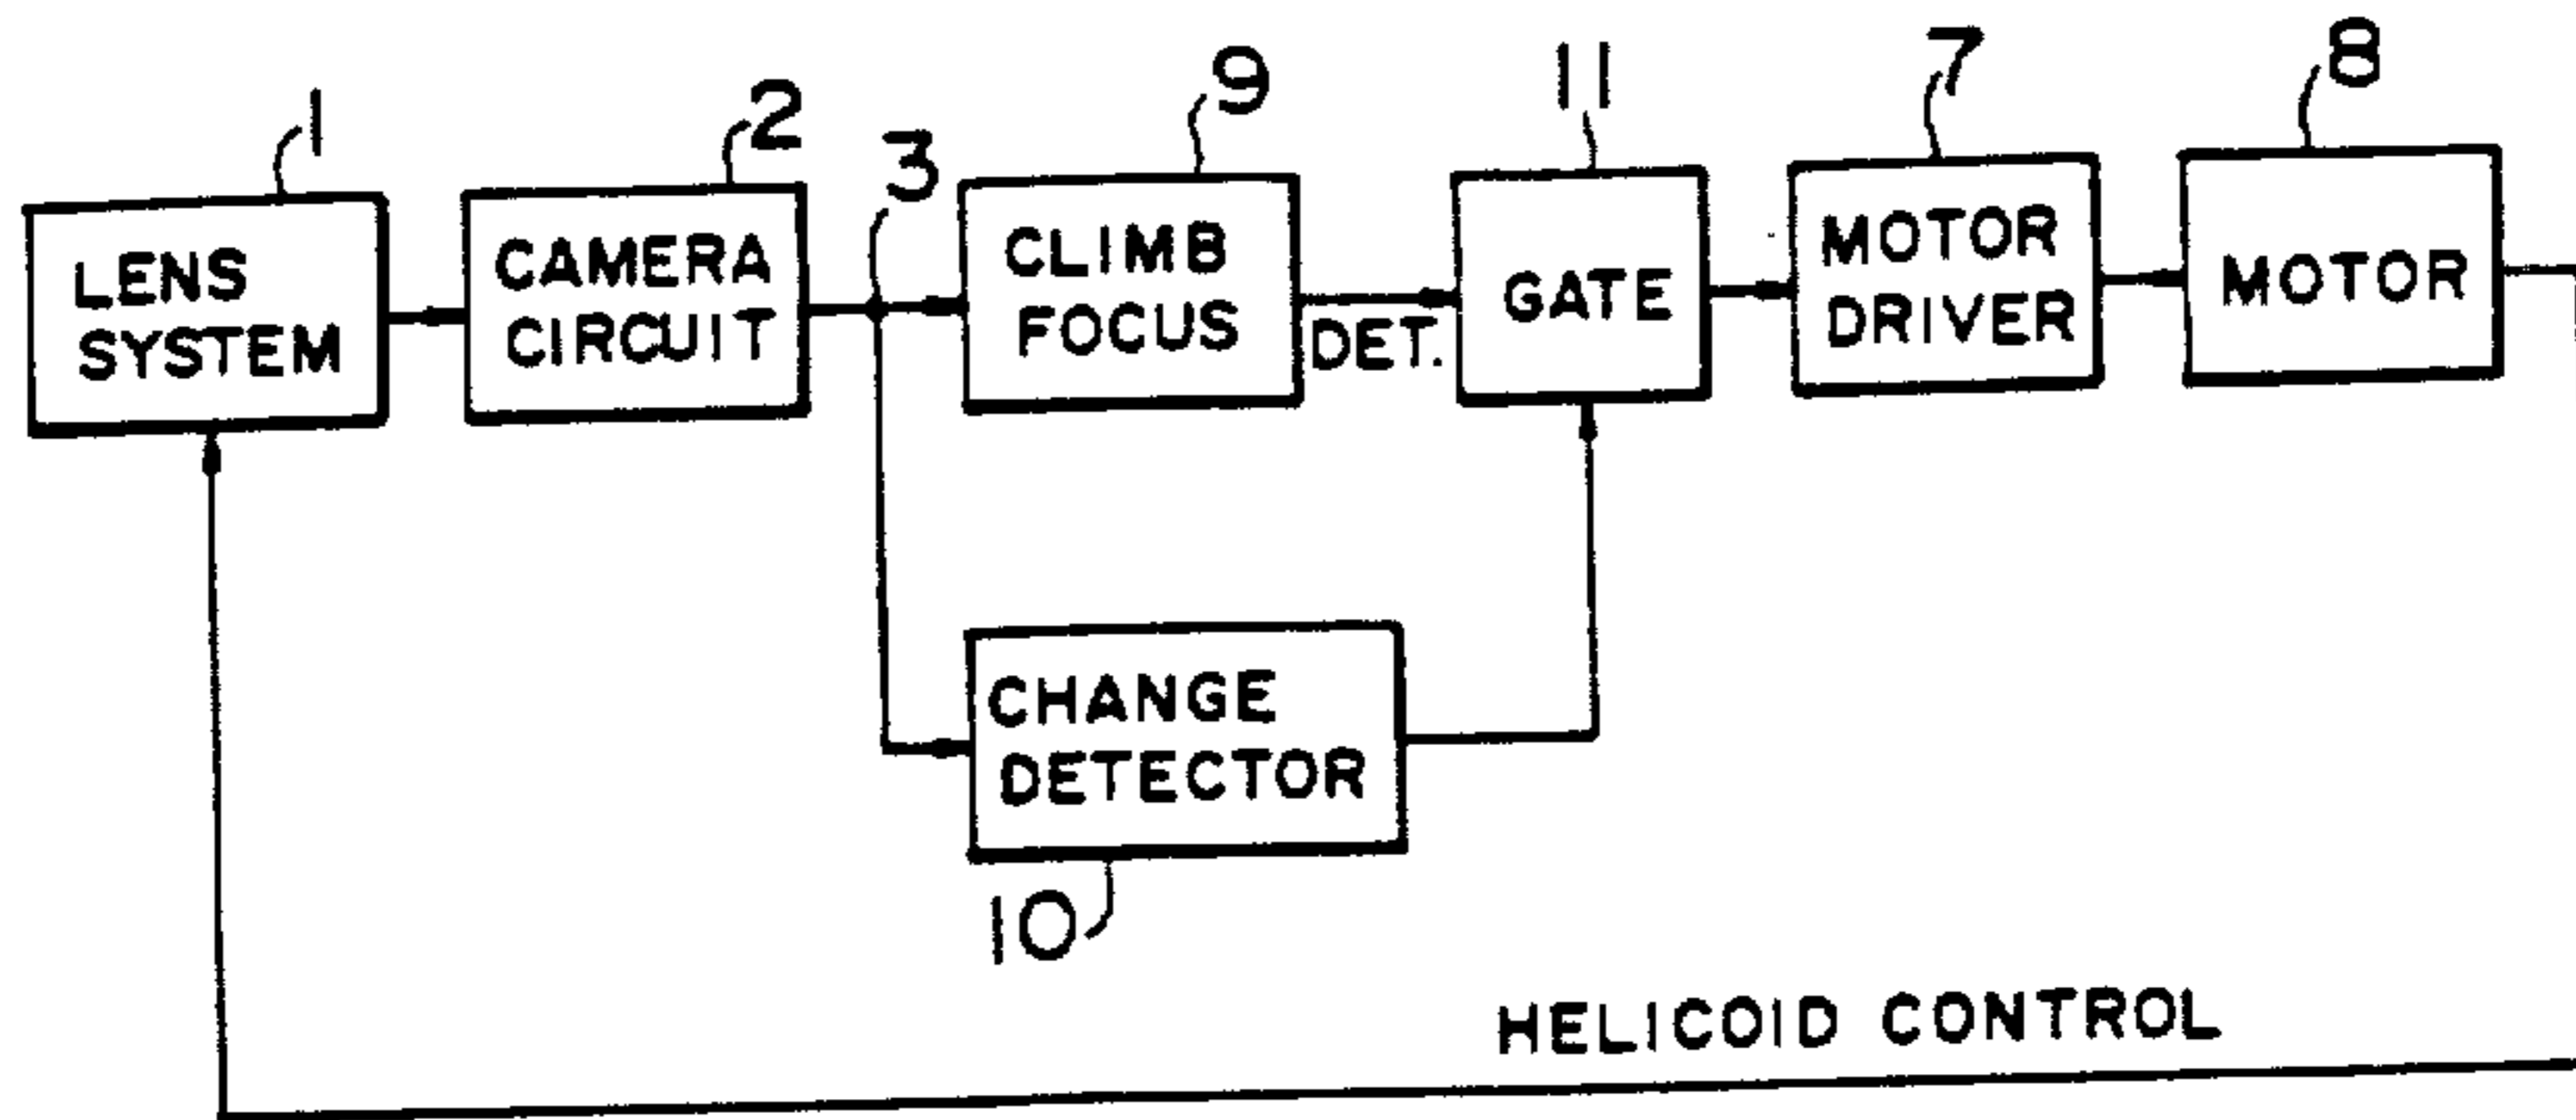 1
2
3
9
11
7
8
LENS
SYSTEM
CAMERA
CIRCUIT
CLIMB
FOCUS
DET.
GATE
MOTOR
DRIVER
MOTOR
CHANGE
DETECTOR
10
HELICOID CONTROL